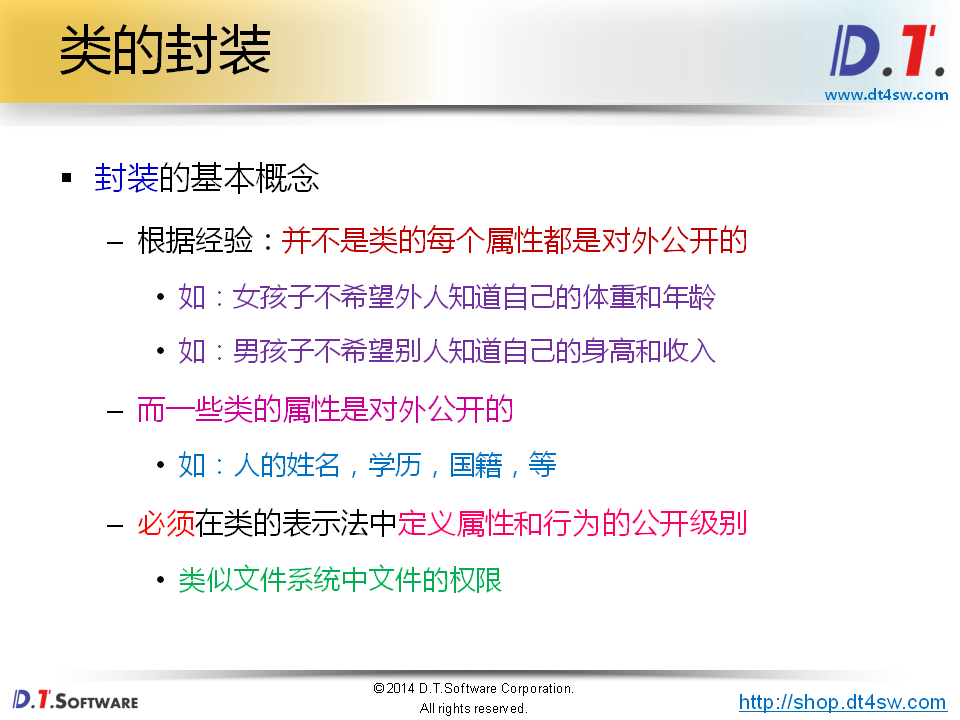 类的封装
D.T.
www.dt4sw.com
▪ 封装的基本概念
– 根据经验：并不是类的每个属性都是对外公开的
• 如：女孩子不希望外人知道自己的体重和年龄
• 如：男孩子不希望别人知道自己的身高和收入
– 而一些类的属性是对外公开的
• 如：人的姓名，学历，国籍，等
– 必须在类的表示法中定义属性和行为的公开级别
• 类似文件系统中文件的权限
D.T.SOFTWARE
©2014 D.T.Software Corporation.
All rights reserved.
http://shop.dt4sw.com